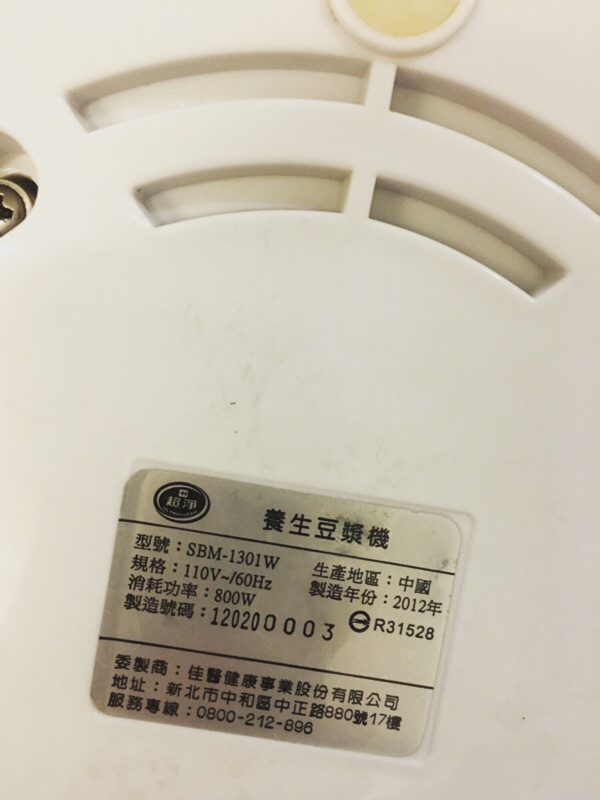 超淨
養生豆漿機
型號：SBM-1301W
生產地區：中國
規格：110V~/60Hz
製造年份：2012年
消耗功率：800W
製造號碼：120200003
R31528
委製商：佳醫健康事業股份有限公司
地址：新北市中和區中正路880號17樓
服務專線：0800-212-896